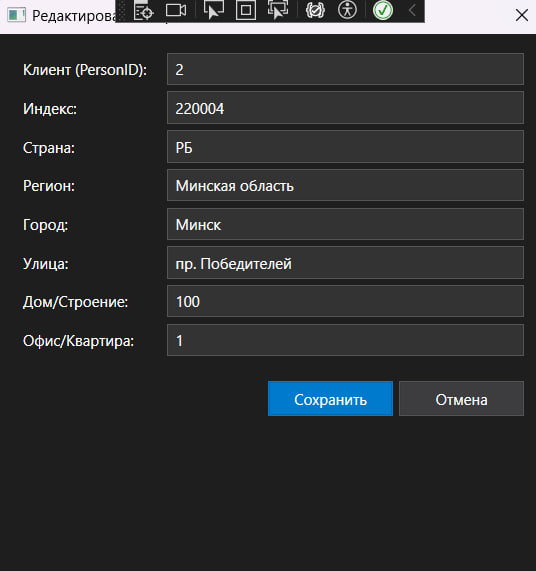 Клиент (PersonID): 2
Индекс: 220004
Страна: РБ
Регион: Минская область
Город: Минск
Улица: пр. Победителей
Дом/Строение: 100
Офис/Квартира: 1
Сохранить Отмена